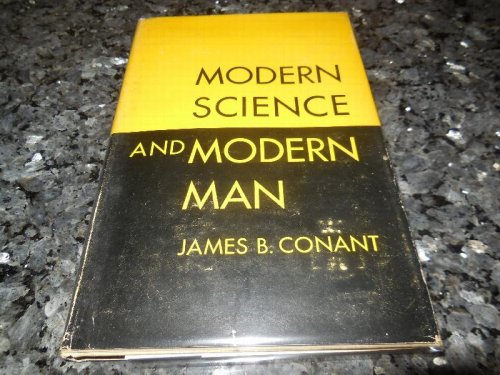 MODERN
SCIENCE
AND MODERN
MAN
JAMES B. CONANT